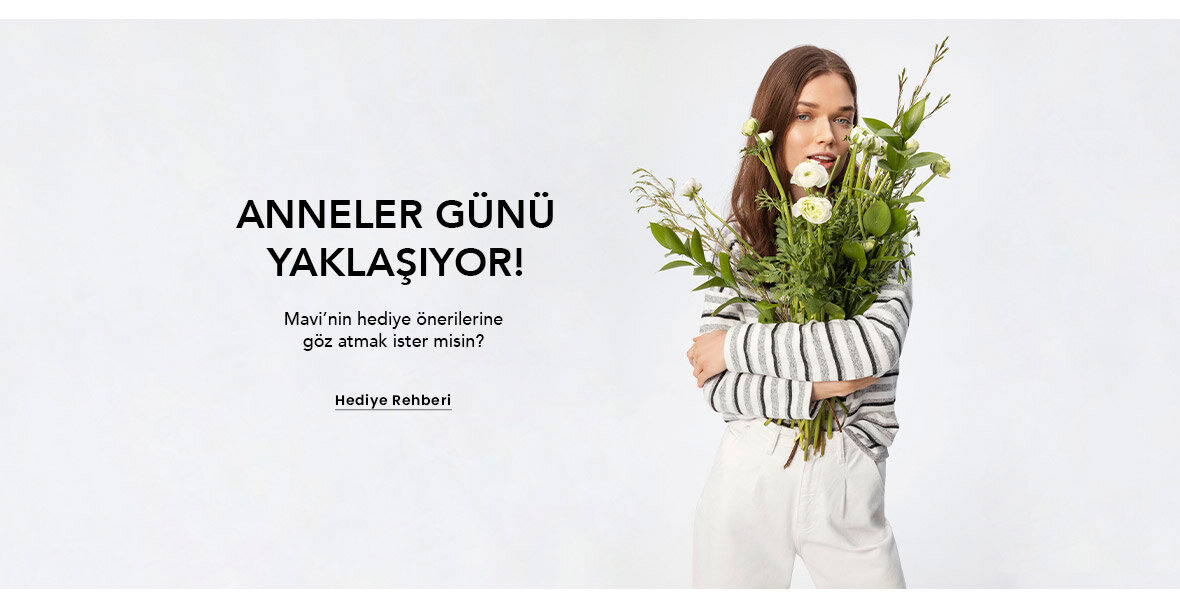 ANNELER GÜNÜ
YAKLAŞIYOR!
Mavi’nin hediye önerilerine
göz atmak ister misin?
Hediye Rehberi